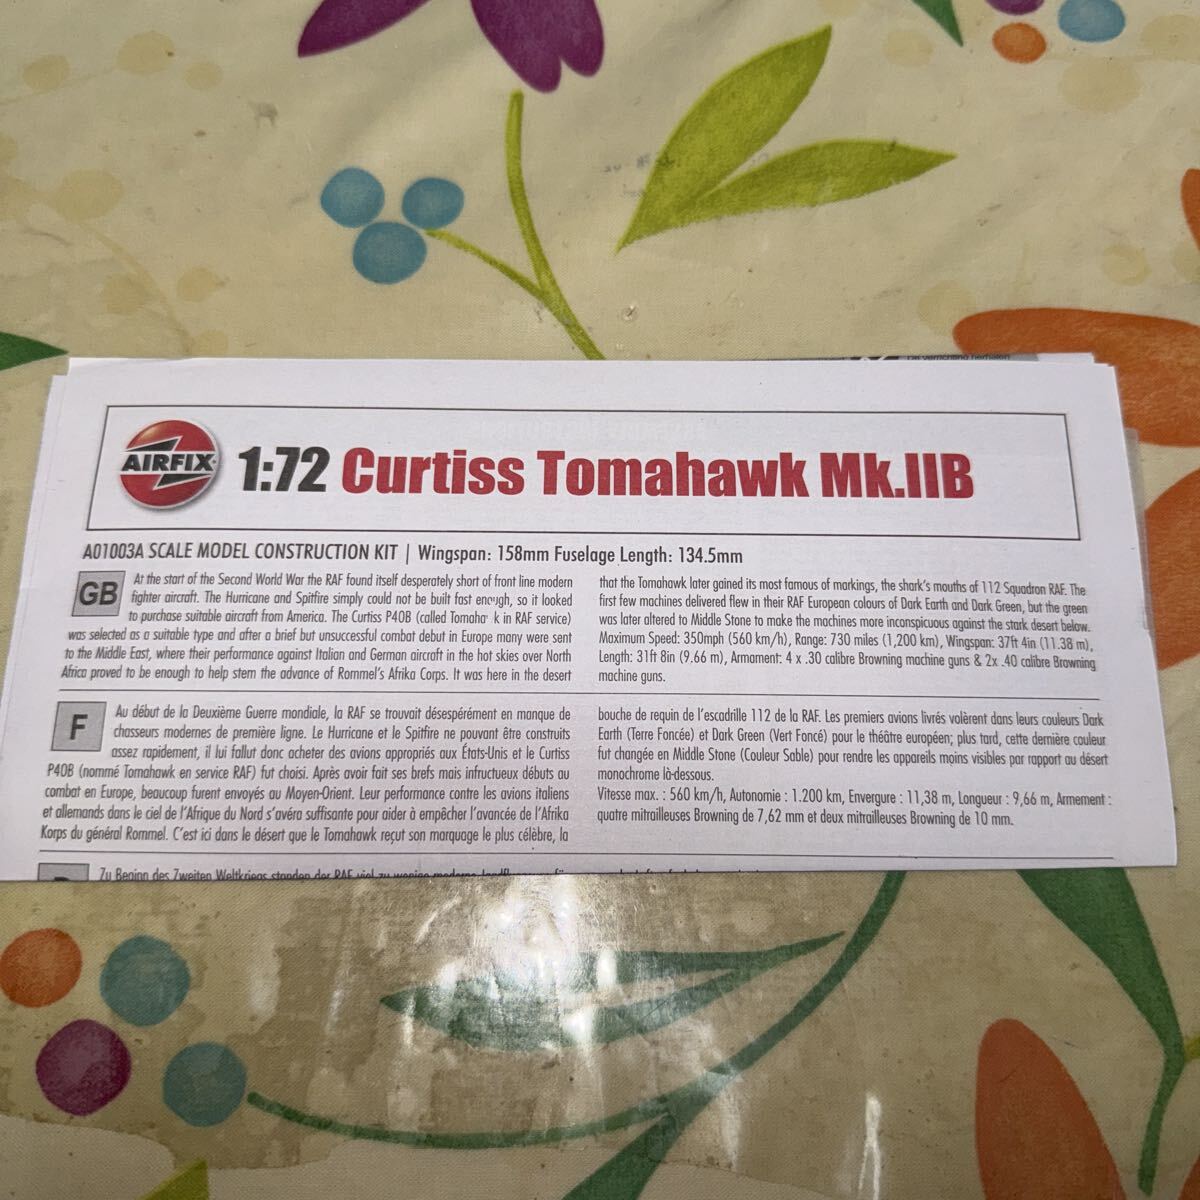 De verrichting herhalen
AIRFIX
1:72 Curtiss Tomahawk Mk.IIB
A01003A SCALE MODEL CONSTRUCTION KIT | Wingspan: 158mm Fuselage Length: 134.5mm
GB
At the start of the Second World War the RAF found itself desperately short of front line modern
fighter aircraft. The Hurricane and Spitfire simply could not be built fast enough, so it looked
to purchase suitable aircraft from America. The Curtiss P40B (called Tomaha k in RAF service)
was selected as a suitable type and after a brief but unsuccessful combat debut in Europe many were sent
to the Middle East, where their performance against Italian and German aircraft in the hot skies over North
Africa proved to be enough to help stem the advance of Rommel's Afrika Corps. It was here in the desert
that the Tomahawk later gained its most famous of markings, the shark's mouths of 112 Squadron RAF. The
first few machines delivered flew in their RAF European colours of Dark Earth and Dark Green, but the green
was later altered to Middle Stone to make the machines more inconspicuous against the stark desert below.
Maximum Speed: 350mph (560 km/h), Range: 730 miles (1,200 km), Wingspan: 37ft 4in (11.38 m),
Length: 31ft 8in (9.66 m), Armament: 4 x .30 calibre Browning machine guns & 2x .40 calibre Browning
machine guns.
F
Au début de la Deuxième Guerre mondiale, la RAF se trouvait désespérément en manque de
chasseurs modernes de première ligne. Le Hurricane et le Spitfire ne pouvant être construits
assez rapidement, il lui fallut donc acheter des avions appropriés aux États-Unis et le Curtiss
P40B (nommé Tomahawk en service RAF) fut choisi. Après avoir fait ses brefs mais infructueux débuts au
combat en Europe, beaucoup furent envoyés au Moyen-Orient. Leur performance contre les avions italiens
et allemands dans le ciel de l'Afrique du Nord s'avéra suffisante pour aider à empêcher l'avancée de l'Afrika
Korps du général Rommel. C'est ici dans le désert que le Tomahawk reçut son marquage le plus célèbre, la
bouche de requin de l'escadrille 112 de la RAF. Les premiers avions livrés volèrent dans leurs couleurs Dark
Earth (Terre Foncée) et Dark Green (Vert Foncé) pour le théâtre européen; plus tard, cette dernière couleur
fut changée en Middle Stone (Couleur Sable) pour rendre les appareils moins visibles par rapport au désert
monochrome là-dessous.
Vitesse max. : 560 km/h, Autonomie : 1.200 km, Envergure : 11,38 m, Longueur : 9,66 m, Armement :
quatre mitrailleuses Browning de 7,62 mm et deux mitrailleuses Browning de 10 mm.
Zu Beginn des Zweiten Weltkriegs standen der RAF viel zu wenige moderne